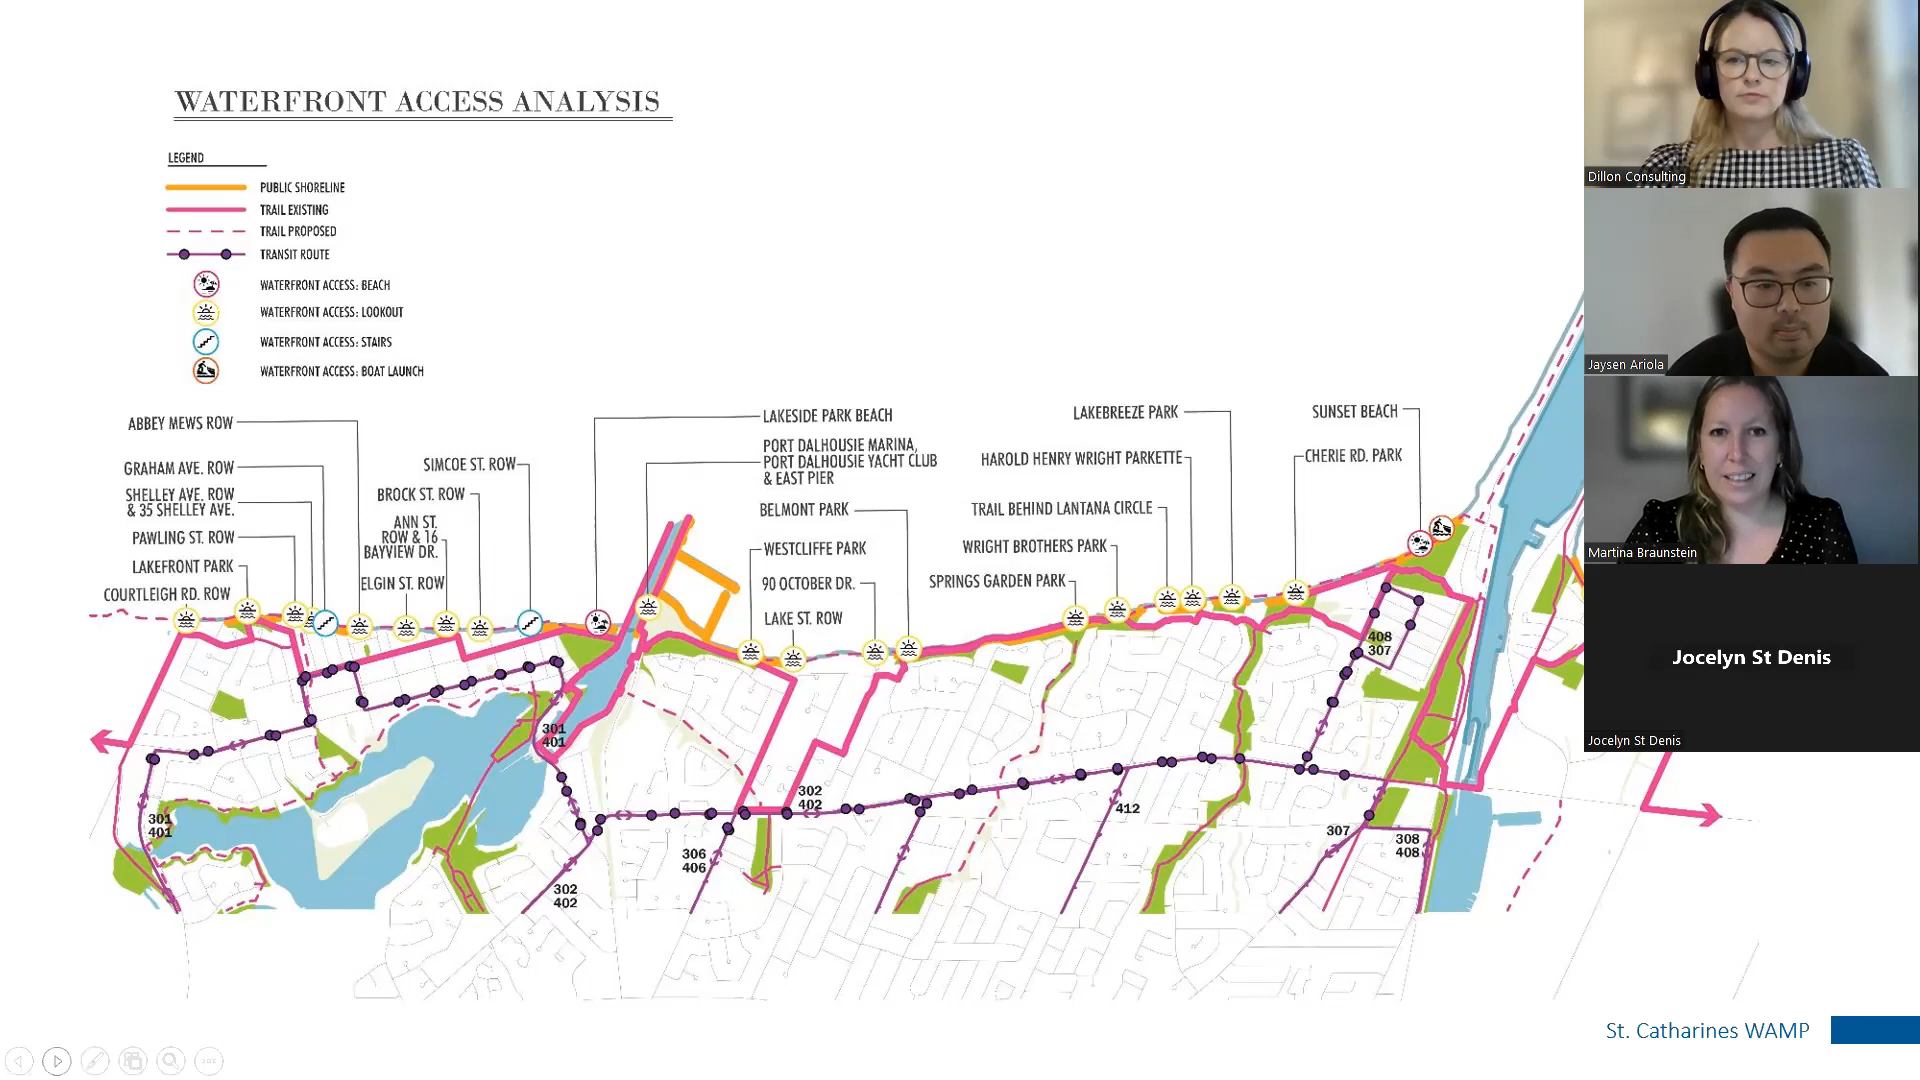 WATERFRONT ACCESS ANALYSIS
LEGEND
PUBLIC SHORELINE
TRAIL EXISTING
TRAIL PROPOSED
TRANSIT ROUTE
WATERFRONT ACCESS: BEACH
WATERFRONT ACCESS: LOOKOUT
WATERFRONT ACCESS: STAIRS
WATERFRONT ACCESS: BOAT LAUNCH
ABBEY MEWS ROW
GRAHAM AVE. ROW
SHELLEY AVE. ROW
& 35 SHELLEY AVE.
PAWLING ST. ROW
LAKEFRONT PARK
COURTLEIGH RD. ROW
SIMCOE ST. ROW
BROCK ST. ROW
ANN ST.
ROW & 16
BAYVIEW DR.
ELGIN ST. ROW
LAKESIDE PARK BEACH
PORT DALHOUSIE MARINA,
PORT DALHOUSIE YACHT CLUB
& EAST PIER
BELMONT PARK
WESTCLIFFE PARK
90 OCTOBER DR.
LAKE ST. ROW
LAKEBREEZE PARK
HAROLD HENRY WRIGHT PARKETTE
TRAIL BEHIND LANTANA CIRCLE
WRIGHT BROTHERS PARK
SPRINGS GARDEN PARK
SUNSET BEACH
CHERIE RD. PARK
408
307
301
401
302
402
301
401
412
307
308
408
306
406
302
402
Dillon Consulting
Jaysen Ariola
Martina Braunstein
Jocelyn St Denis
Jocelyn St Denis
St. Catharines WAMP